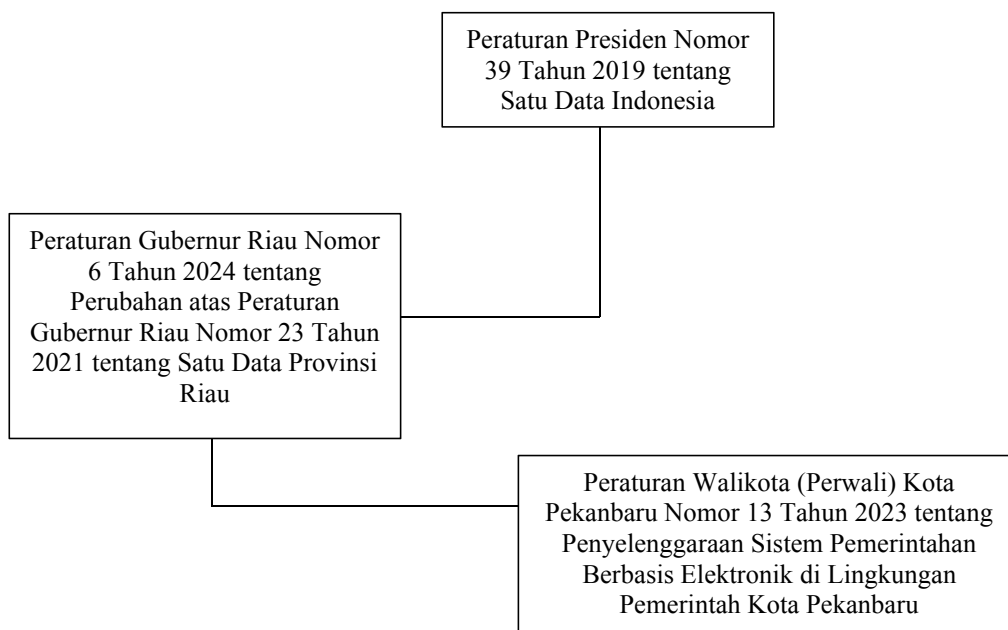 Peraturan Presiden Nomor
39 Tahun 2019 tentang
Satu Data Indonesia
Peraturan Gubernur Riau Nomor
6 Tahun 2024 tentang
Perubahan atas Peraturan
Gubernur Riau Nomor 23 Tahun
2021 tentang Satu Data Provinsi
Riau
Peraturan Walikota (Perwali) Kota
Pekanbaru Nomor 13 Tahun 2023 tentang
Penyelenggaraan Sistem Pemerintahan
Berbasis Elektronik di Lingkungan
Pemerintah Kota Pekanbaru